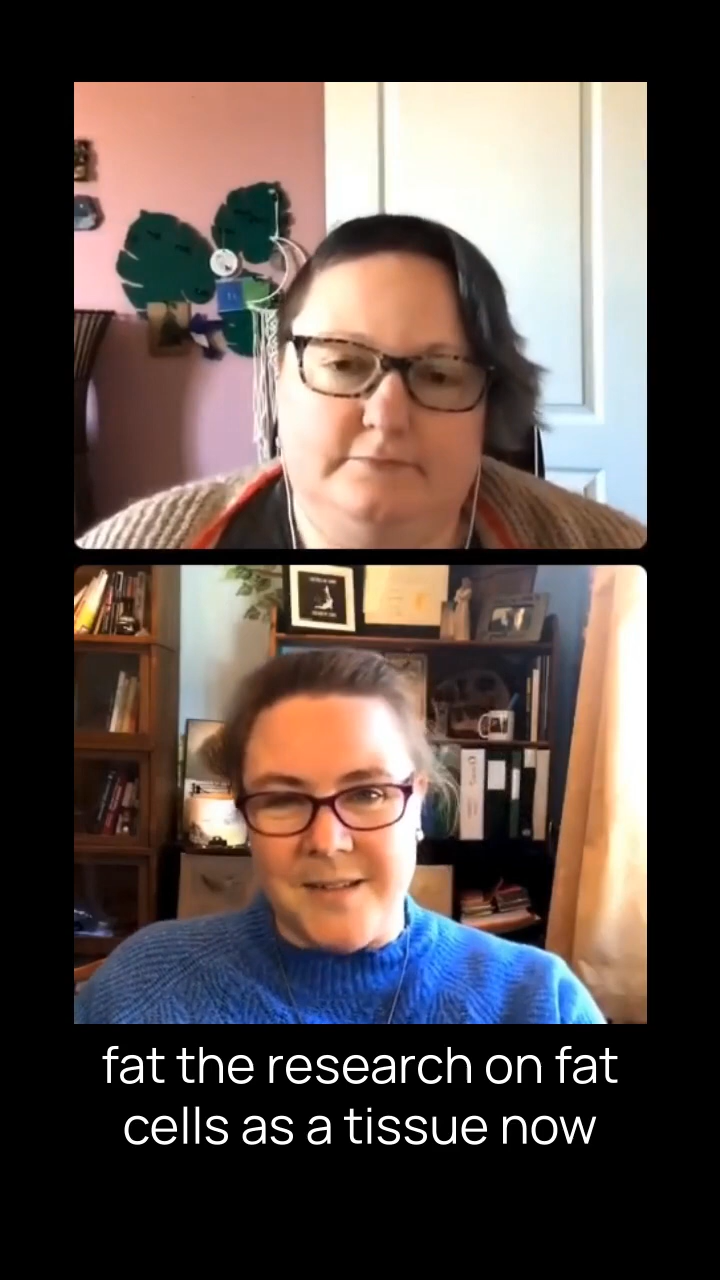 fat the research on fat
cells as a tissue now